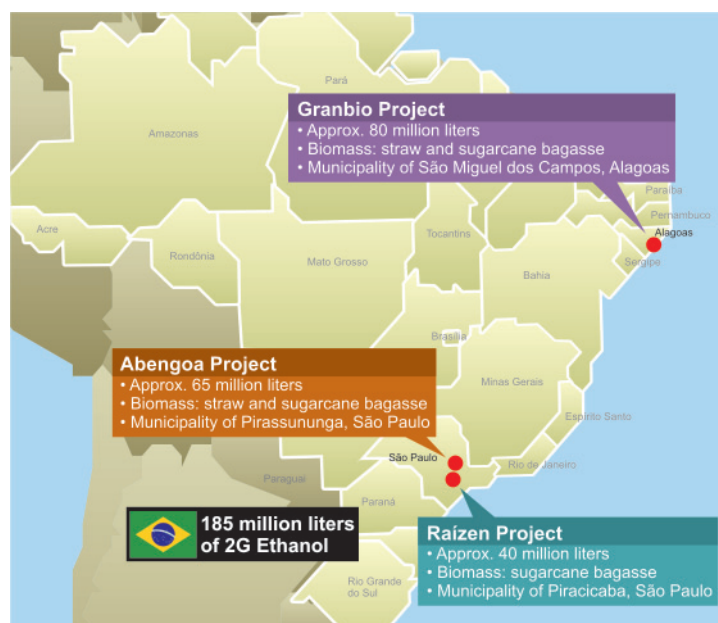 Pará
Amazonas
Granbio Project
• Approx. 80 million liters
• Biomass: straw and sugarcane bagasse
• Municipality of São Miguel dos Campos, Alagoas
Paraíba
Pernambuco
Alagoas
Sergipe
Acre
Rondônia
Mato Grosso
Tocantins
Bahia
Brasília
Abengoa Project
• Approx. 65 million liters
• Biomass: straw and sugarcane bagasse
• Municipality of Pirassununga, São Paulo
Minas Gerais
Espírito Santo
São Paulo
Rio de Janeiro
Paraguai
Paraná
185 million liters
of 2G Ethanol
Raízen Project
• Approx. 40 million liters
• Biomass: sugarcane bagasse
• Municipality of Piracicaba, São Paulo
Rio Grande
do Sul